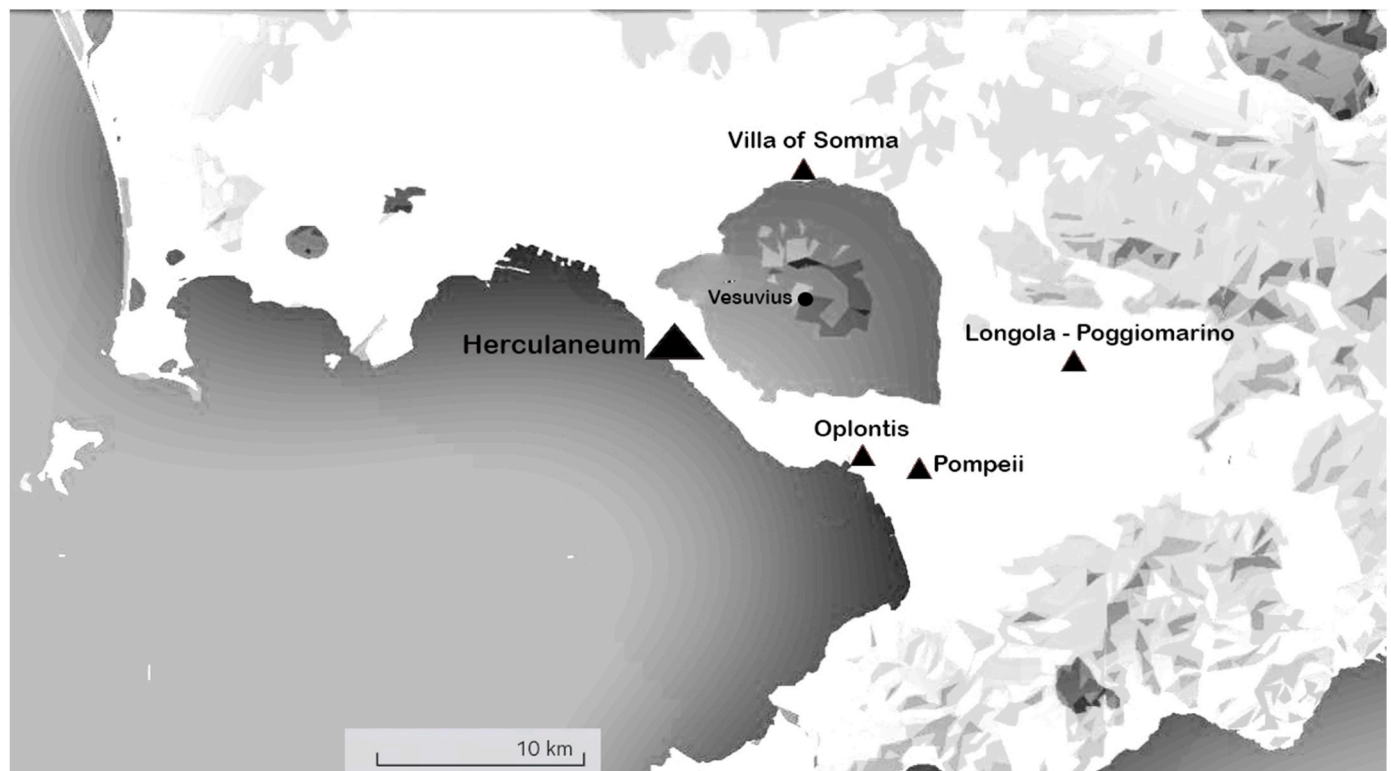 Villa of Somma
Vesuvius
Herculaneum
Longola - Poggiomarino
Oplontis
Pompeii
10 km